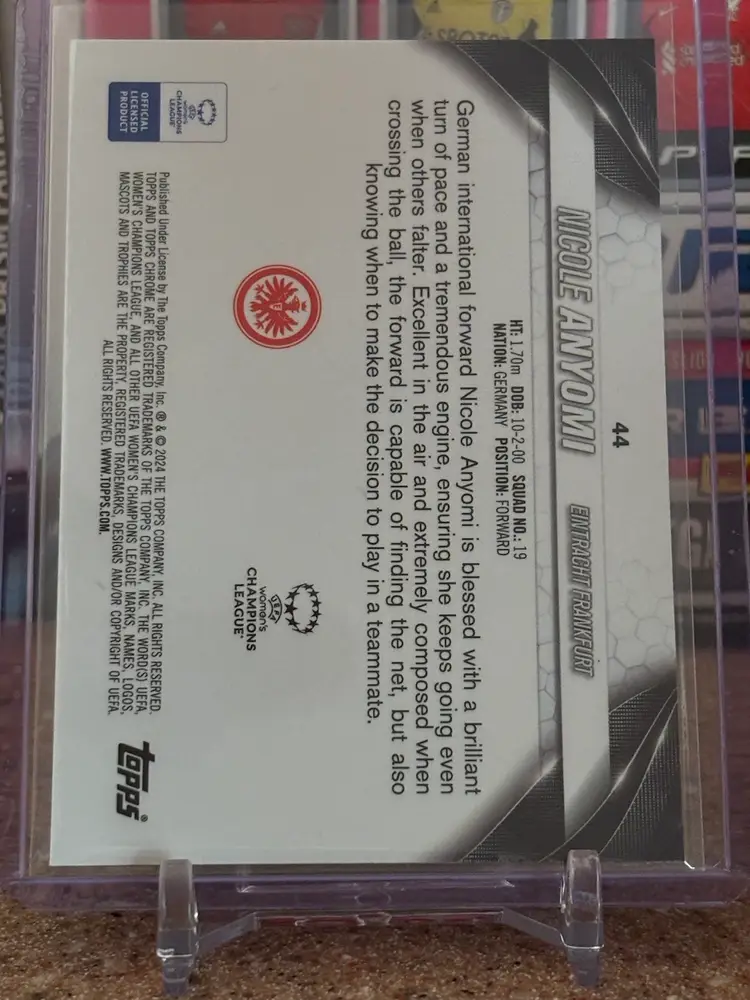 44
NICOLE ANYOMI
EINTRACHT FRANKFURT
HT: 1.70m DOB: 10-2-00 SQUAD NO.: 19
NATION: GERMANY POSITION: FORWARD
German international forward Nicole Anyomi is blessed with a brilliant
turn of pace and a tremendous engine, ensuring she keeps going even
when others falter. Excellent in the air and extremely composed when
crossing the ball, the forward is capable of finding the net, but also
knowing when to make the decision to play in a teammate.
UEFA
women's
CHAMPIONS
LEAGUE
UEFA
women's
CHAMPIONS
LEAGUE
OFFICIAL
LICENSED
PRODUCT
Published Under License by The Topps Company, Inc. ® & © 2024 THE TOPPS COMPANY, INC. ALL RIGHTS RESERVED.
TOPPS AND TOPPS CHROME ARE REGISTERED TRADEMARKS OF THE TOPPS COMPANY, INC. THE WORD(S) UEFA,
WOMEN'S CHAMPIONS LEAGUE, AND ALL OTHER UEFA WOMEN'S CHAMPIONS LEAGUE MARKS, NAMES, LOGOS,
MASCOTS AND TROPHIES ARE THE PROPERTY, REGISTERED TRADEMARKS, DESIGNS AND/OR COPYRIGHT OF UEFA.
ALL RIGHTS RESERVED. WWW.TOPPS.COM.
topps®